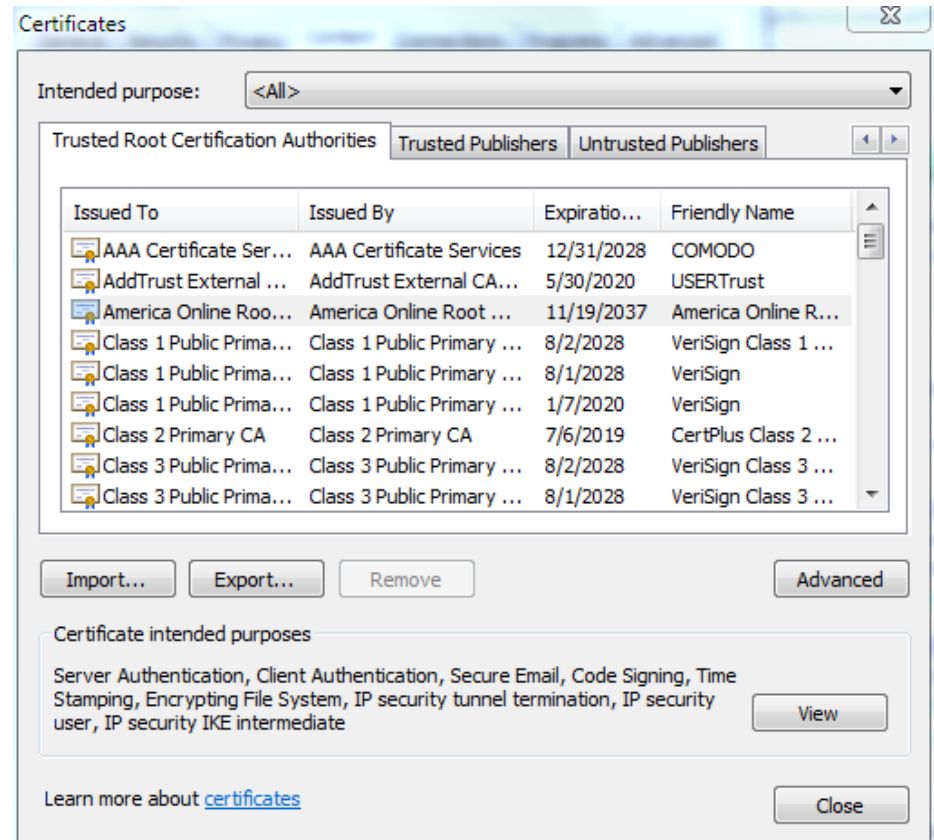 Certificates
Intended purpose: <All>
Trusted Root Certification Authorities Trusted Publishers Untrusted Publishers
Issued To Issued By Expiratio... Friendly Name
AAA Certificate Ser... AAA Certificate Services 12/31/2028 COMODO
AddTrust External ... AddTrust External CA... 5/30/2020 USERTrust
America Online Roo... America Online Root ... 11/19/2037 America Online R...
Class 1 Public Prima... Class 1 Public Primary ... 8/2/2028 VeriSign Class 1 ...
Class 1 Public Prima... Class 1 Public Primary ... 8/1/2028 VeriSign
Class 1 Public Prima... Class 1 Public Primary ... 1/7/2020 VeriSign
Class 2 Primary CA Class 2 Primary CA 7/6/2019 CertPlus Class 2 ...
Class 3 Public Prima... Class 3 Public Primary ... 8/2/2028 VeriSign Class 3 ...
Class 3 Public Prima... Class 3 Public Primary ... 8/1/2028 VeriSign Class 3 ...
Import... Export... Remove Advanced
Certificate intended purposes
Server Authentication, Client Authentication, Secure Email, Code Signing, Time
Stamping, Encrypting File System, IP security tunnel termination, IP security
user, IP security IKE intermediate
View
Learn more about certificates
Close